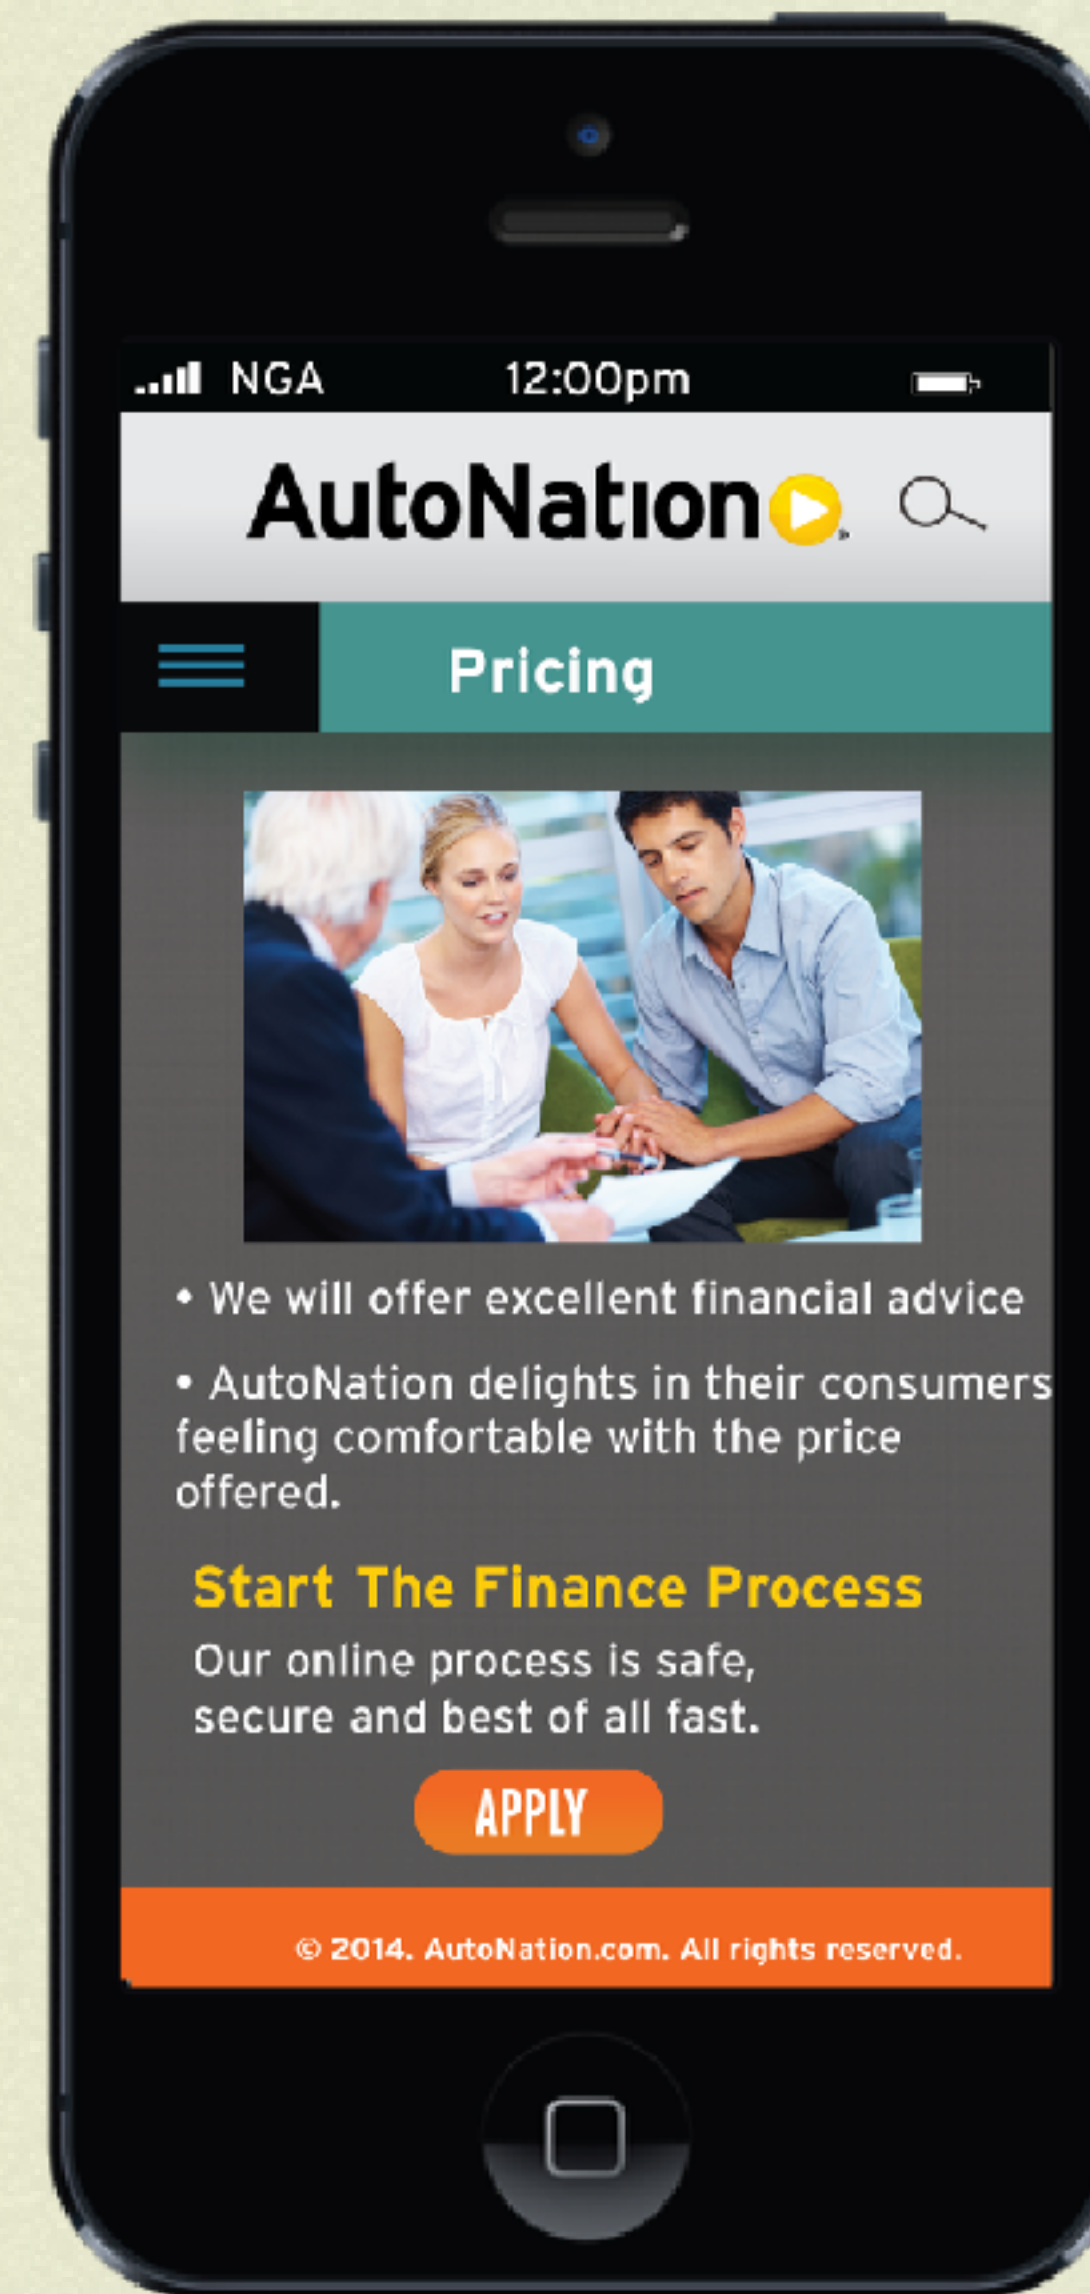 NGA 12:00pm
AutoNation
Pricing
• We will offer excellent financial advice
• AutoNation delights in their consumers
feeling comfortable with the price
offered.
Start The Finance Process
Our online process is safe,
secure and best of all fast.
APPLY
© 2014. AutoNation.com. All rights reserved.